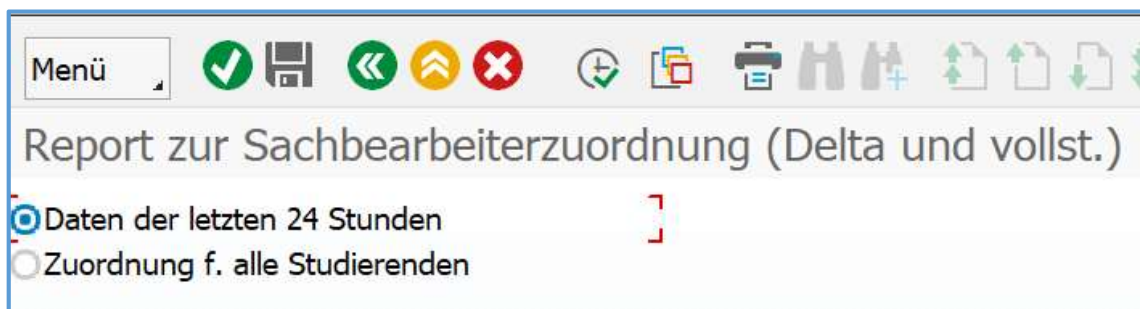 Menü
Report zur Sachbearbeiterzuordnung (Delta und vollst.)
Daten der letzten 24 Stunden
Zuordnung f. alle Studierenden